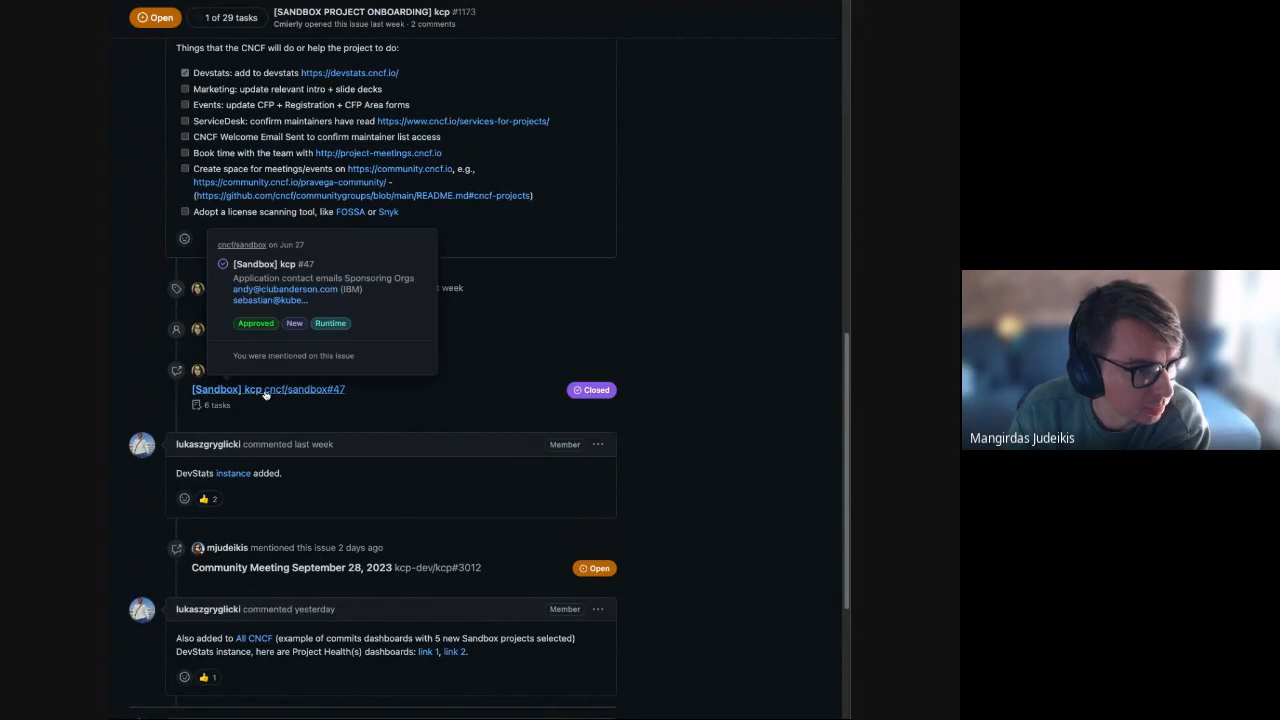 Open
1 of 29 tasks
[SANDBOX PROJECT ONBOARDING] kcp #1173
Cmierly opened this issue last week · 2 comments
Things that the CNCF will do or help the project to do:
Devstats: add to devstats https://devstats.cncf.io/
Marketing: update relevant intro + slide decks
Events: update CFP + Registration + CFP Area forms
ServiceDesk: confirm maintainers have read https://www.cncf.io/services-for-projects/
CNCF Welcome Email Sent to confirm maintainer list access
Book time with the team with http://project-meetings.cncf.io
Create space for meetings/events on https://community.cncf.io, e.g.,
https://community.cncf.io/pravega-community/ -
(https://github.com/cncf/communitygroups/blob/main/README.md#cncf-projects)
Adopt a license scanning tool, like FOSSA or Snyk
cncf/sandbox on Jun 27
[Sandbox] kcp #47
Application contact emails Sponsoring Orgs
andy@clubanderson.com (IBM)
sebastian@kube...
Approved New Runtime
You were mentioned on this issue
week
[Sandbox] kcp cncf/sandbox#47
Closed
6 tasks
lukaszgryglicki commented last week
Member
DevStats instance added.
👍 2
mjudeikis mentioned this issue 2 days ago
Community Meeting September 28, 2023 kcp-dev/kcp#3012
Open
lukaszgryglicki commented yesterday
Member
Also added to All CNCF (example of commits dashboards with 5 new Sandbox projects selected)
DevStats instance, here are Project Health(s) dashboards: link 1, link 2.
👍 1
Mangirdas Judeikis